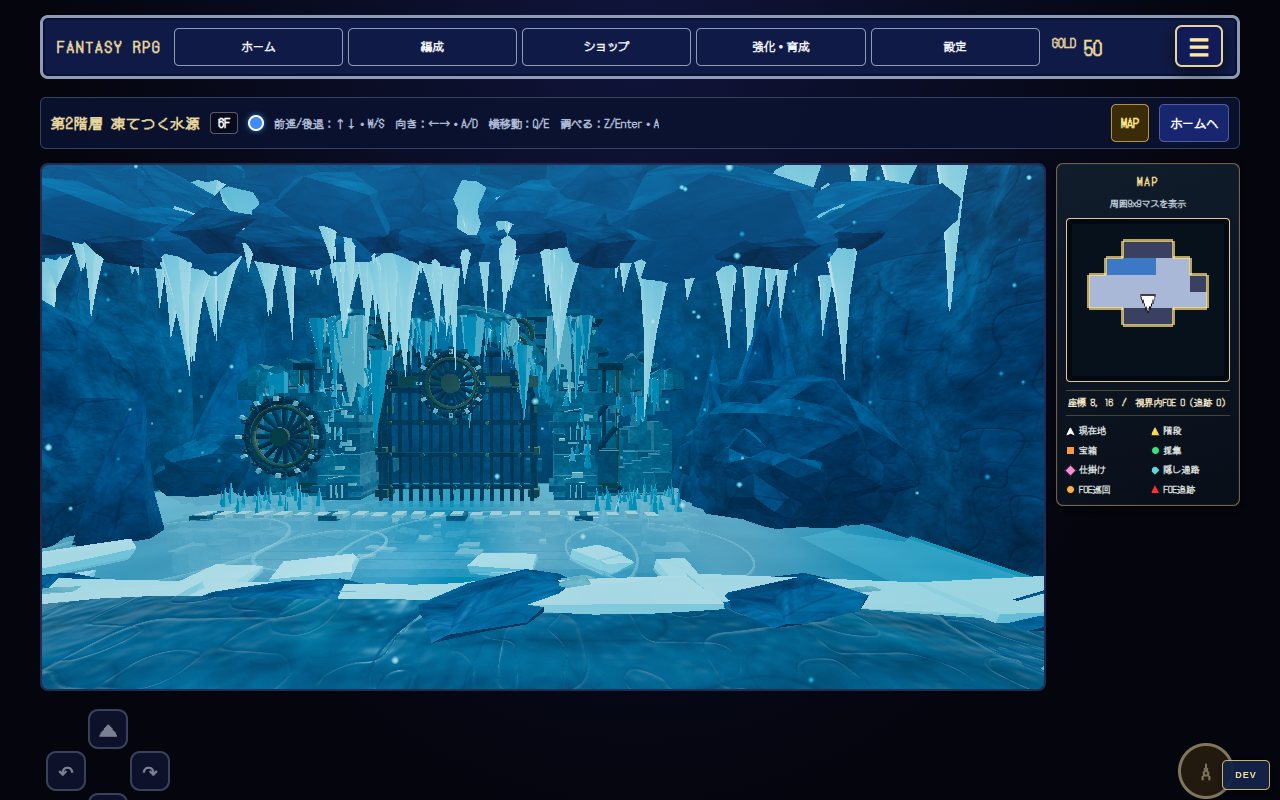 FANTASY RPG
ホーム
編成
ショップ
強化・育成
設定
GOLD 50
第2階層 凍てつく水源
6F
前進/後退：↑↓・W/S 向き：←→・A/D 横移動：Q/E 調べる：Z/Enter・A
MAP
ホームへ
MAP
周囲9x9マスを表示
座標 8, 16 / 視界内FOE 0 (追跡 0)
現在地
階段
宝箱
採集
仕掛け
隠し通路
FOE巡回
FOE追跡
A
DEV